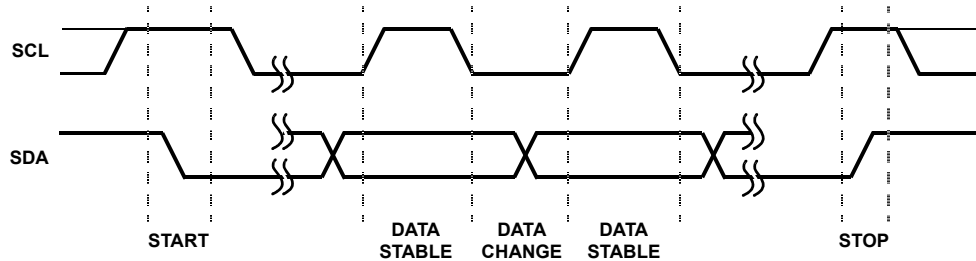 SCL
SDA
START
DATA
STABLE
DATA
CHANGE
DATA
STABLE
STOP